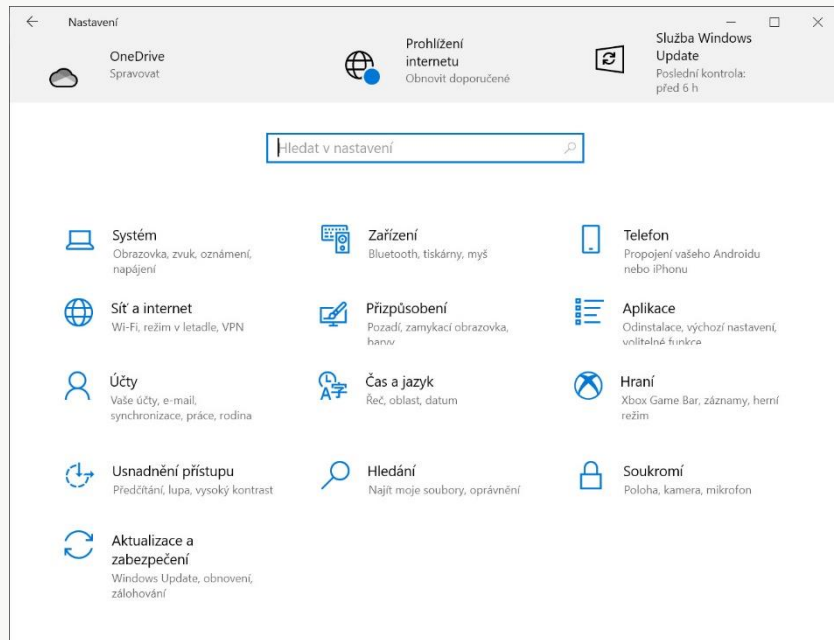 Nastavení
OneDrive
Spravovat
Prohlížení
internetu
Obnovit doporučené
Služba Windows
Update
Poslední kontrola:
před 6 h
Hledat v nastavení
Systém
Obrazovka, zvuk, oznámení,
napájení
Zařízení
Bluetooth, tiskárny, myš
Telefon
Propojení vašeho Androidu
nebo iPhonu
Síť a internet
Wi-Fi, režim v letadle, VPN
Přizpůsobení
Pozadí, zamykací obrazovka,
barvy
Aplikace
Odinstalace, výchozí nastavení,
volitelné funkce
Účty
Vaše účty, e-mail,
synchronizace, práce, rodina
Čas a jazyk
Řeč, oblast, datum
Hraní
Xbox Game Bar, záznamy, herní
režim
Usnadnění přístupu
Předčítání, lupa, vysoký kontrast
Hledání
Najít moje soubory, oprávnění
Soukromí
Poloha, kamera, mikrofon
Aktualizace a
zabezpečení
Windows Update, obnovení,
zálohování